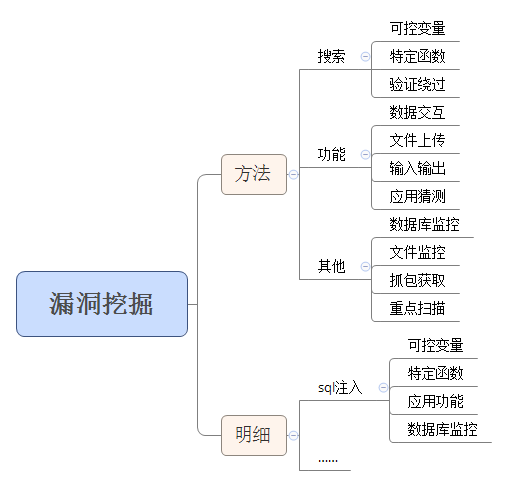 漏洞挖掘
方法
搜索
可控变量
特定函数
验证绕过
功能
数据交互
文件上传
输入输出
应用猜测
其他
数据库监控
文件监控
抓包获取
重点扫描
明细
sql注入
可控变量
特定函数
应用功能
数据库监控
......